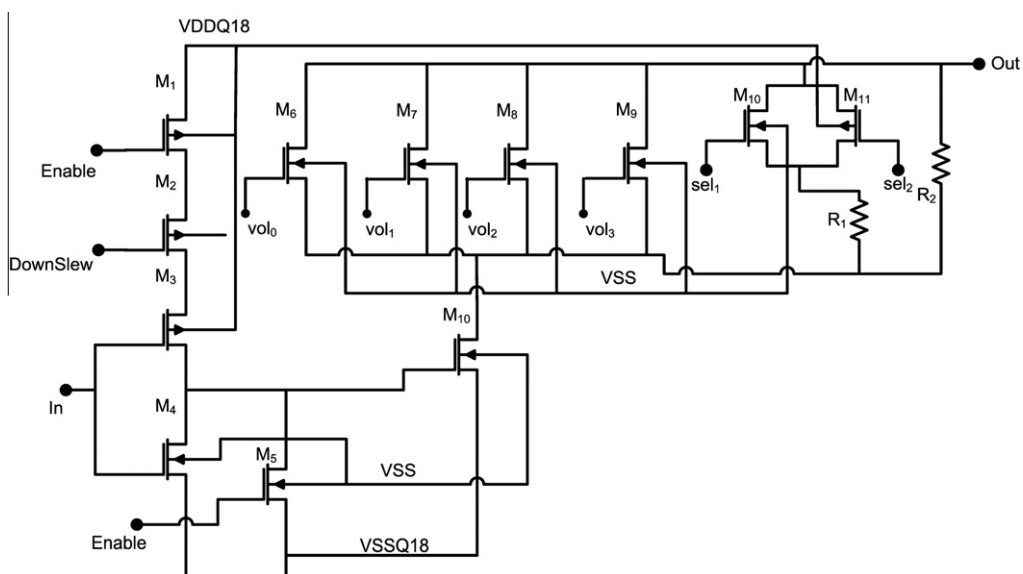 VDDQ18
Out
M1
M6
M7
M8
M9
M10
M11
Enable
M2
sel1
sel2
R2
vol0
vol1
vol2
vol3
R1
DownSlew
M3
VSS
M10
In
M4
M5
VSS
Enable
VSSQ18